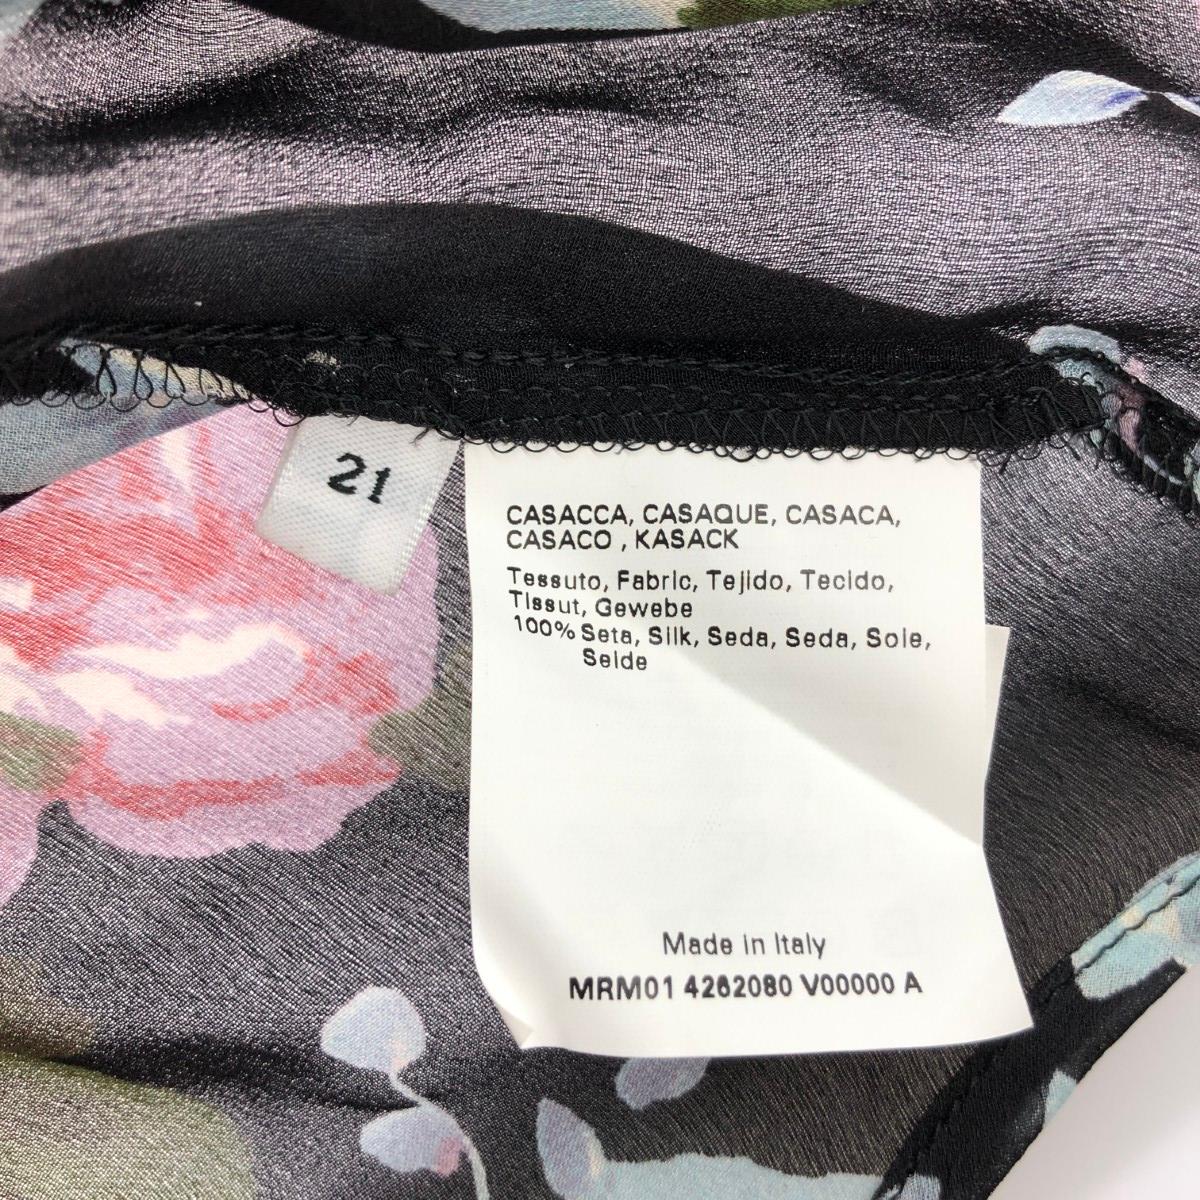 21
CASACCA, CASAQUE, CASACA,
CASACO , KASACK
Tessuto, Fabric, Tejido, Tecido,
Tissut, Gewebe
100% Seta, Silk, Seda, Seda, Sole,
Seide
Made in Italy
MRM01 4262080 V00000 A